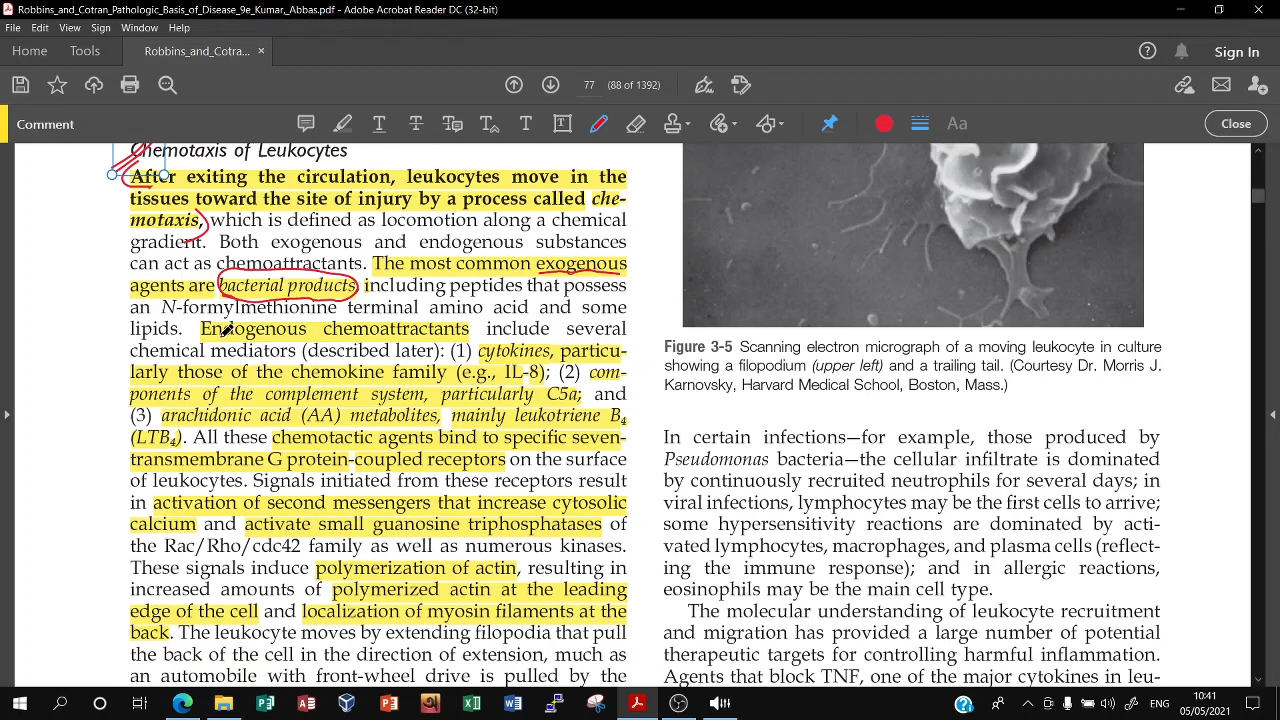 Robbins_and_Cotran_Pathologic_Basis_of_Disease_9e_Kumar_Abbas.pdf - Adobe Acrobat Reader DC (32-bit)
File Edit View Sign Window Help
Home Tools Robbins_and_Cotra... × Sign In
77 (88 of 1392)
Comment Aa Close
Chemotaxis of Leukocytes
After exiting the circulation, leukocytes move in the
tissues toward the site of injury by a process called che-
motaxis, which is defined as locomotion along a chemical
gradient. Both exogenous and endogenous substances
can act as chemoattractants. The most common exogenous
agents are bacterial products, including peptides that possess
an N-formylmethionine terminal amino acid and some
lipids. Endogenous chemoattractants include several
chemical mediators (described later): (1) cytokines, particu-
larly those of the chemokine family (e.g., IL-8); (2) com-
ponents of the complement system, particularly C5a; and
(3) arachidonic acid (AA) metabolites, mainly leukotriene B4
(LTB4). All these chemotactic agents bind to specific seven-
transmembrane G protein-coupled receptors on the surface
of leukocytes. Signals initiated from these receptors result
in activation of second messengers that increase cytosolic
calcium and activate small guanosine triphosphatases of
the Rac/Rho/cdc42 family as well as numerous kinases.
These signals induce polymerization of actin, resulting in
increased amounts of polymerized actin at the leading
edge of the cell and localization of myosin filaments at the
back. The leukocyte moves by extending filopodia that pull
the back of the cell in the direction of extension, much as
an automobile with front-wheel drive is pulled by the
Figure 3-5 Scanning electron micrograph of a moving leukocyte in culture
showing a filopodium (upper left) and a trailing tail. (Courtesy Dr. Morris J.
Karnovsky, Harvard Medical School, Boston, Mass.)
In certain infections—for example, those produced by
Pseudomonas bacteria—the cellular infiltrate is dominated
by continuously recruited neutrophils for several days; in
viral infections, lymphocytes may be the first cells to arrive;
some hypersensitivity reactions are dominated by acti-
vated lymphocytes, macrophages, and plasma cells (reflect-
ing the immune response); and in allergic reactions,
eosinophils may be the main cell type.
The molecular understanding of leukocyte recruitment
and migration has provided a large number of potential
therapeutic targets for controlling harmful inflammation.
Agents that block TNF, one of the major cytokines in leu-
ENG
10:41
05/05/2021